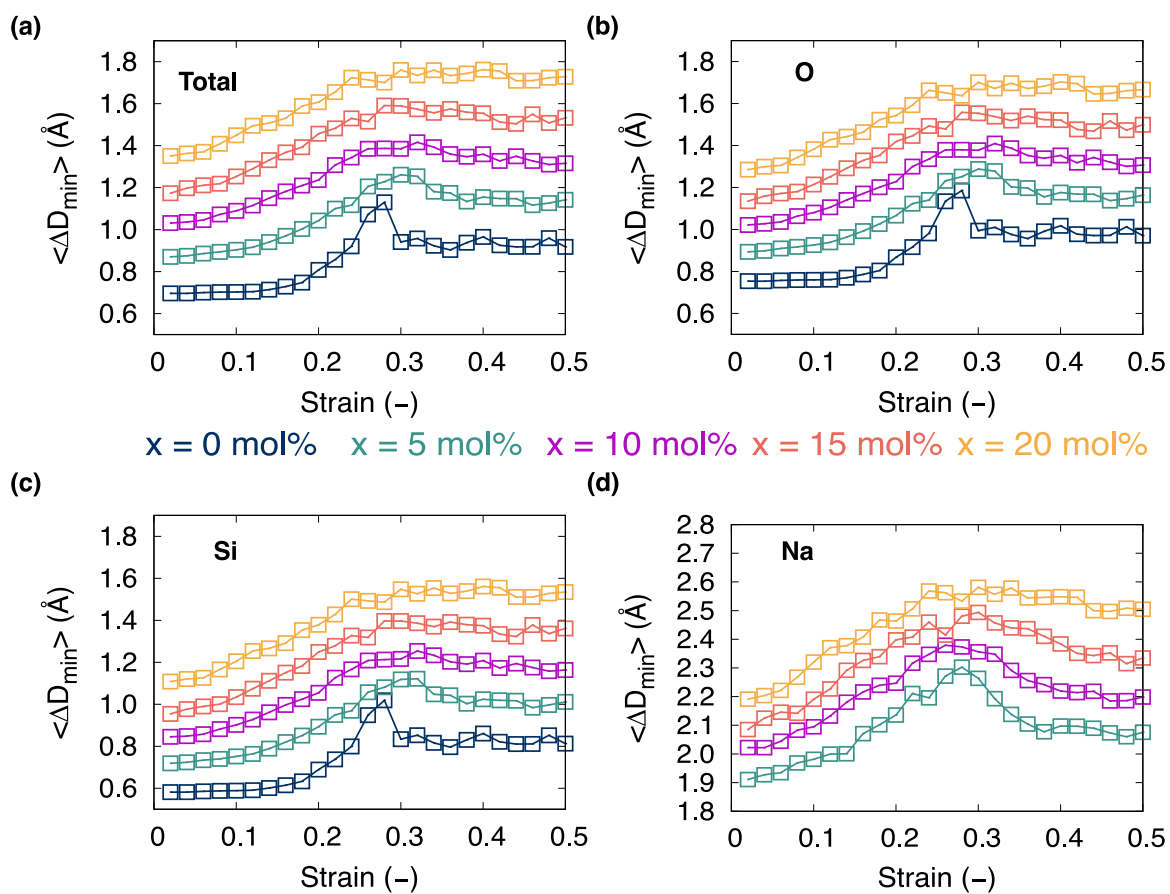 (a)
Total
<ΔD_min> (Å)
1.8
1.6
1.4
1.2
1.0
0.8
0.6
0 0.1 0.2 0.3 0.4 0.5
Strain (−)
(b)
O
<ΔD_min> (Å)
1.8
1.6
1.4
1.2
1.0
0.8
0.6
0 0.1 0.2 0.3 0.4 0.5
Strain (−)
x = 0 mol% x = 5 mol% x = 10 mol% x = 15 mol% x = 20 mol%
(c)
Si
<ΔD_min> (Å)
1.8
1.6
1.4
1.2
1.0
0.8
0.6
0 0.1 0.2 0.3 0.4 0.5
Strain (−)
(d)
Na
<ΔD_min> (Å)
2.8
2.7
2.6
2.5
2.4
2.3
2.2
2.1
2.0
1.9
1.8
0 0.1 0.2 0.3 0.4 0.5
Strain (−)